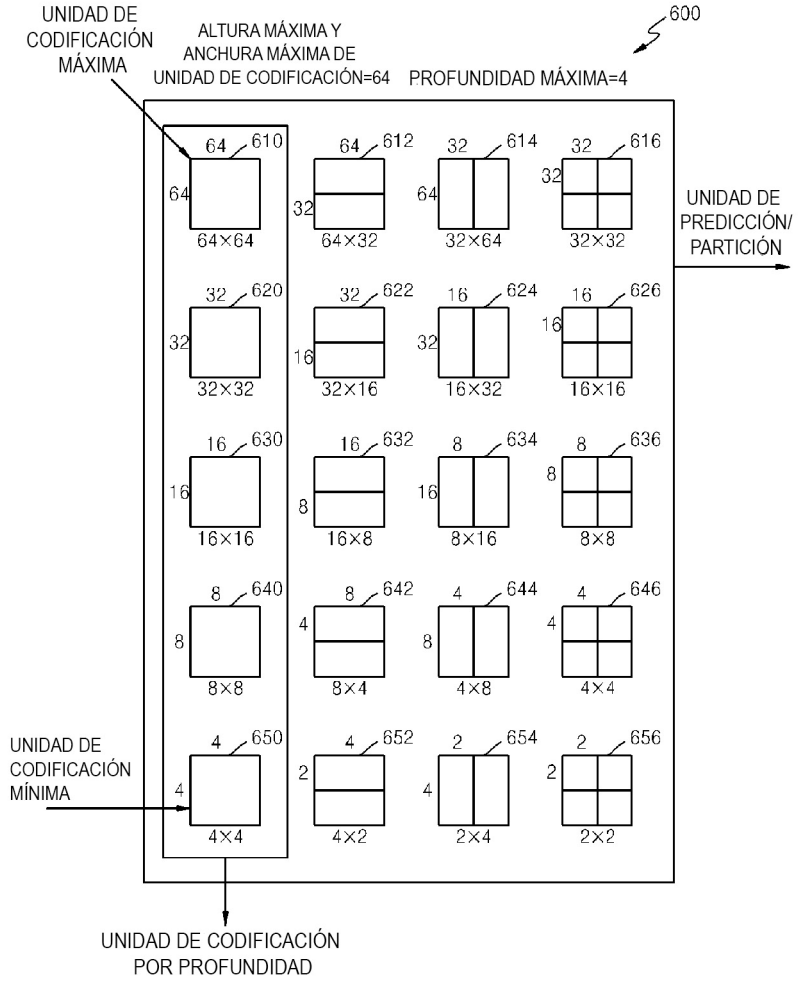 UNIDAD DE
CODIFICACIÓN
MÁXIMA
ALTURA MÁXIMA Y
ANCHURA MÁXIMA DE
UNIDAD DE CODIFICACIÓN=64
PROFUNDIDAD MÁXIMA=4
600
64 610 64 612 32 614 32 616
64 32 64 32
64×64 64×32 32×64 32×32
UNIDAD DE
PREDICCIÓN/
PARTICIÓN
32 620 32 622 16 624 16 626
32 16 32 16
32×32 32×16 16×32 16×16
16 630 16 632 8 634 8 636
16 8 16 8
16×16 16×8 8×16 8×8
8 640 8 642 4 644 4 646
8 4 8 4
8×8 8×4 4×8 4×4
UNIDAD DE
CODIFICACIÓN
MÍNIMA
4 650 4 652 2 654 2 656
4 2 4 2
4×4 4×2 2×4 2×2
UNIDAD DE CODIFICACIÓN
POR PROFUNDIDAD